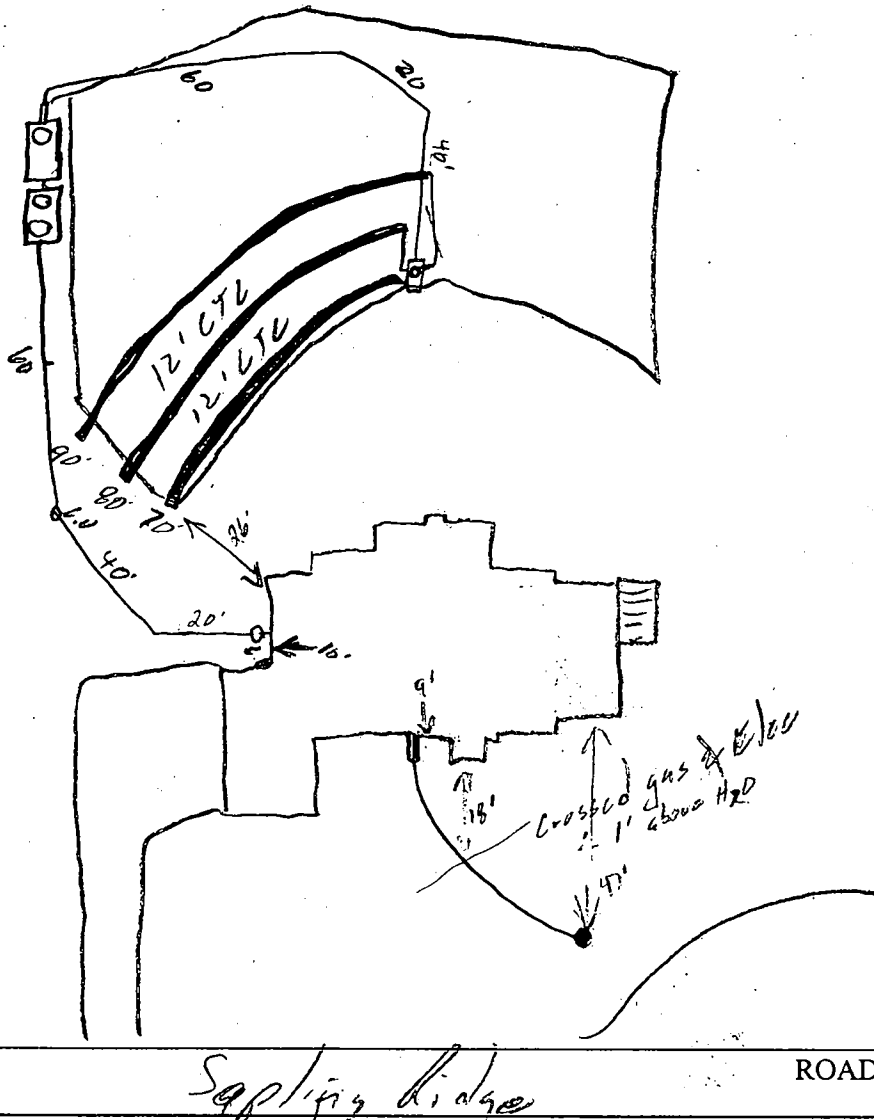 60
20
40'
12' CTC
12' CTC
60
90'
80'
70'
C.O
26'
40'
20'
10'
9'
Crossed gas & Elec
1' above H2O
18'
47'
Sapling Ridge
ROAD